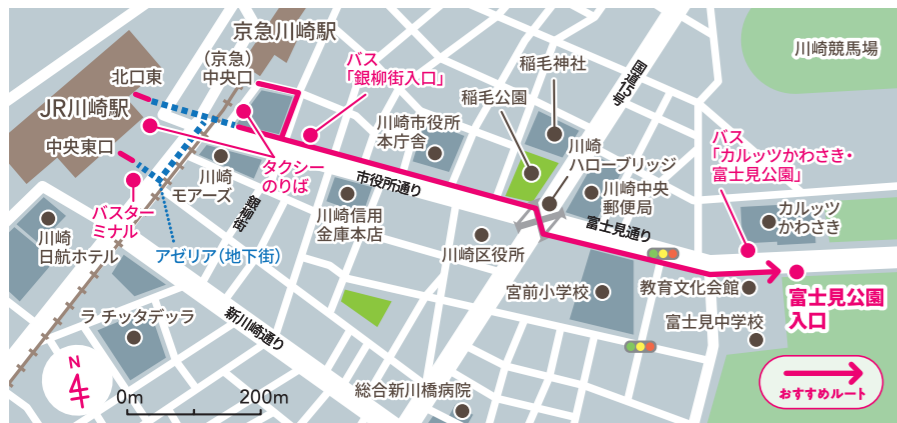 京急川崎駅
(京急)
中央口
北口東
JR川崎駅
中央東口
バス
「銀柳街入口」
稲毛神社
稲毛公園
国道15号
川崎競馬場
川崎市役所
本庁舎
川崎
ハローブリッジ
バス
「カルッツかわさき・
富士見公園」
川崎
モアーズ
タクシー
のりば
市役所通り
川崎中央
郵便局
カルッツ
かわさき
バスター
ミナル
銀柳街
川崎信用
金庫本店
富士見通り
川崎
日航ホテル
アゼリア(地下街)
川崎区役所
宮前小学校
教育文化会館
富士見公園
入口
ラ チッタデッラ
新川崎通り
富士見中学校
総合新川橋病院
N
0m
200m
おすすめルート